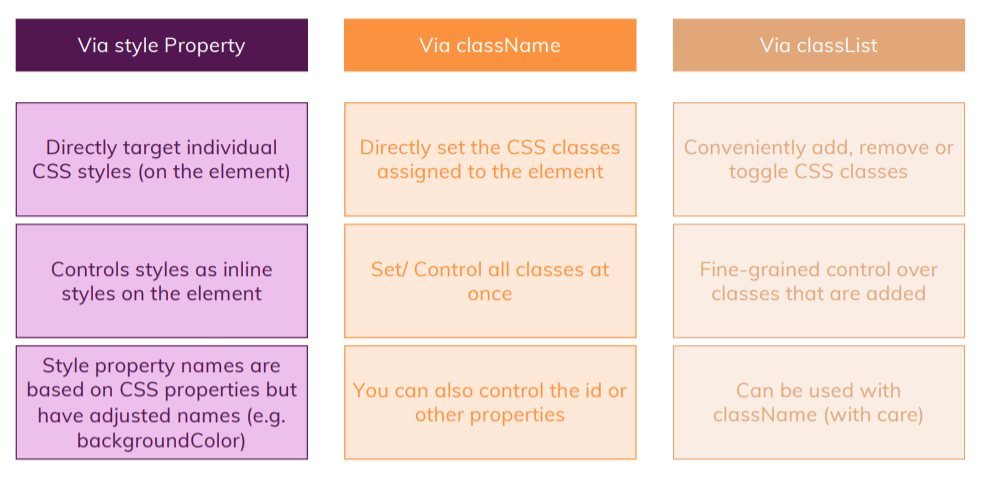 Via style Property
Via className
Via classList
Directly target individual
CSS styles (on the element)
Directly set the CSS classes
assigned to the element
Conveniently add, remove or
toggle CSS classes
Controls styles as inline
styles on the element
Set/ Control all classes at
once
Fine-grained control over
classes that are added
Style property names are
based on CSS properties but
have adjusted names (e.g.
backgroundColor)
You can also control the id or
other properties
Can be used with
className (with care)